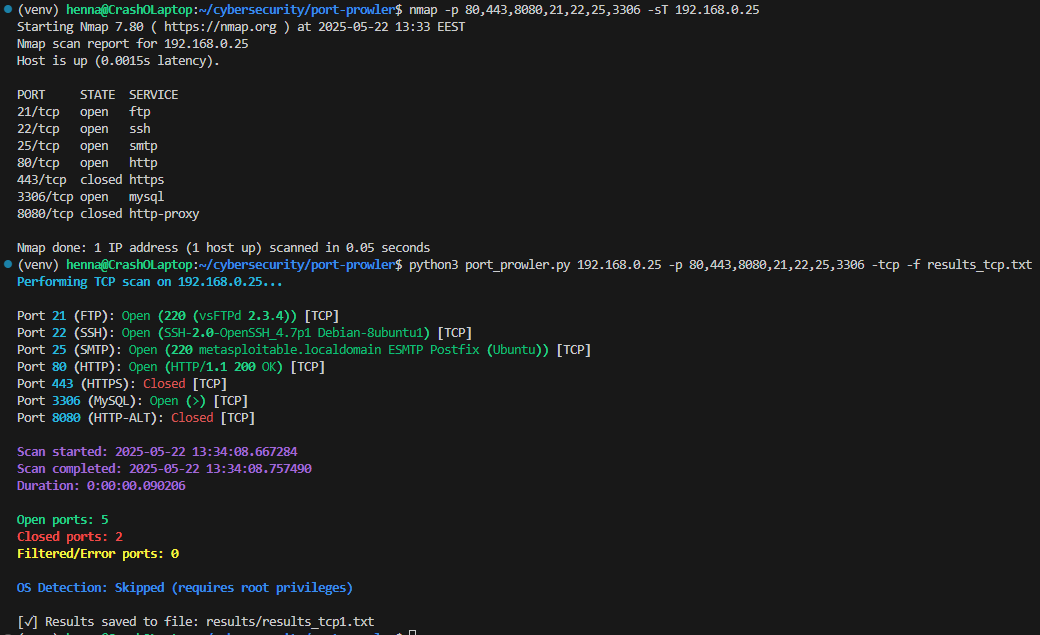 (venv) henna@CrashOLaptop:~/cybersecurity/port-prowler$ nmap -p 80,443,8080,21,22,25,3306 -sT 192.168.0.25
Starting Nmap 7.80 ( https://nmap.org ) at 2025-05-22 13:33 EEST
Nmap scan report for 192.168.0.25
Host is up (0.0015s latency).
PORT     STATE  SERVICE
21/tcp   open   ftp
22/tcp   open   ssh
25/tcp   open   smtp
80/tcp   open   http
443/tcp  closed https
3306/tcp open   mysql
8080/tcp closed http-proxy
Nmap done: 1 IP address (1 host up) scanned in 0.05 seconds
(venv) henna@CrashOLaptop:~/cybersecurity/port-prowler$ python3 port_prowler.py 192.168.0.25 -p 80,443,8080,21,22,25,3306 -tcp -f results_tcp.txt
Performing TCP scan on 192.168.0.25...
Port 21 (FTP): Open (220 (vsFTPd 2.3.4)) [TCP]
Port 22 (SSH): Open (SSH-2.0-OpenSSH_4.7p1 Debian-8ubuntu1) [TCP]
Port 25 (SMTP): Open (220 metasploitable.localdomain ESMTP Postfix (Ubuntu)) [TCP]
Port 80 (HTTP): Open (HTTP/1.1 200 OK) [TCP]
Port 443 (HTTPS): Closed [TCP]
Port 3306 (MySQL): Open (>) [TCP]
Port 8080 (HTTP-ALT): Closed [TCP]
Scan started: 2025-05-22 13:34:08.667284
Scan completed: 2025-05-22 13:34:08.757490
Duration: 0:00:00.090206
Open ports: 5
Closed ports: 2
Filtered/Error ports: 0
OS Detection: Skipped (requires root privileges)
[✓] Results saved to file: results/results_tcp1.txt